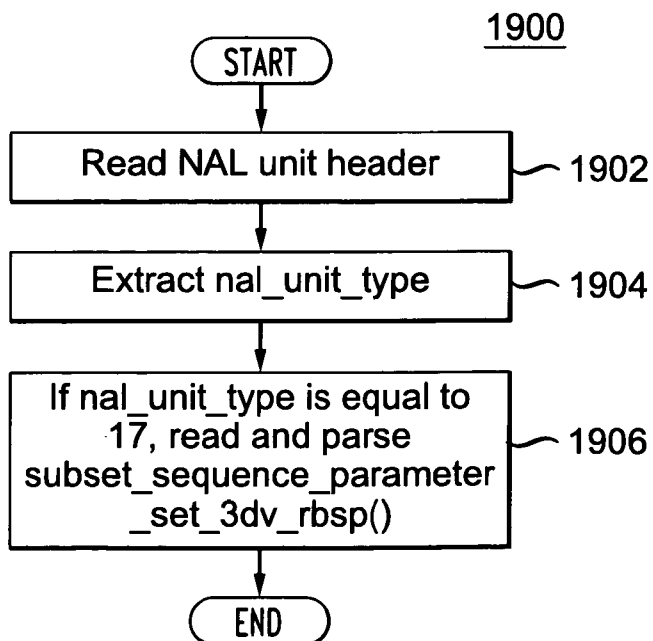 1900
START
Read NAL unit header
1902
Extract nal_unit_type
1904
If nal_unit_type is equal to
17, read and parse
subset_sequence_parameter
_set_3dv_rbsp()
1906
END